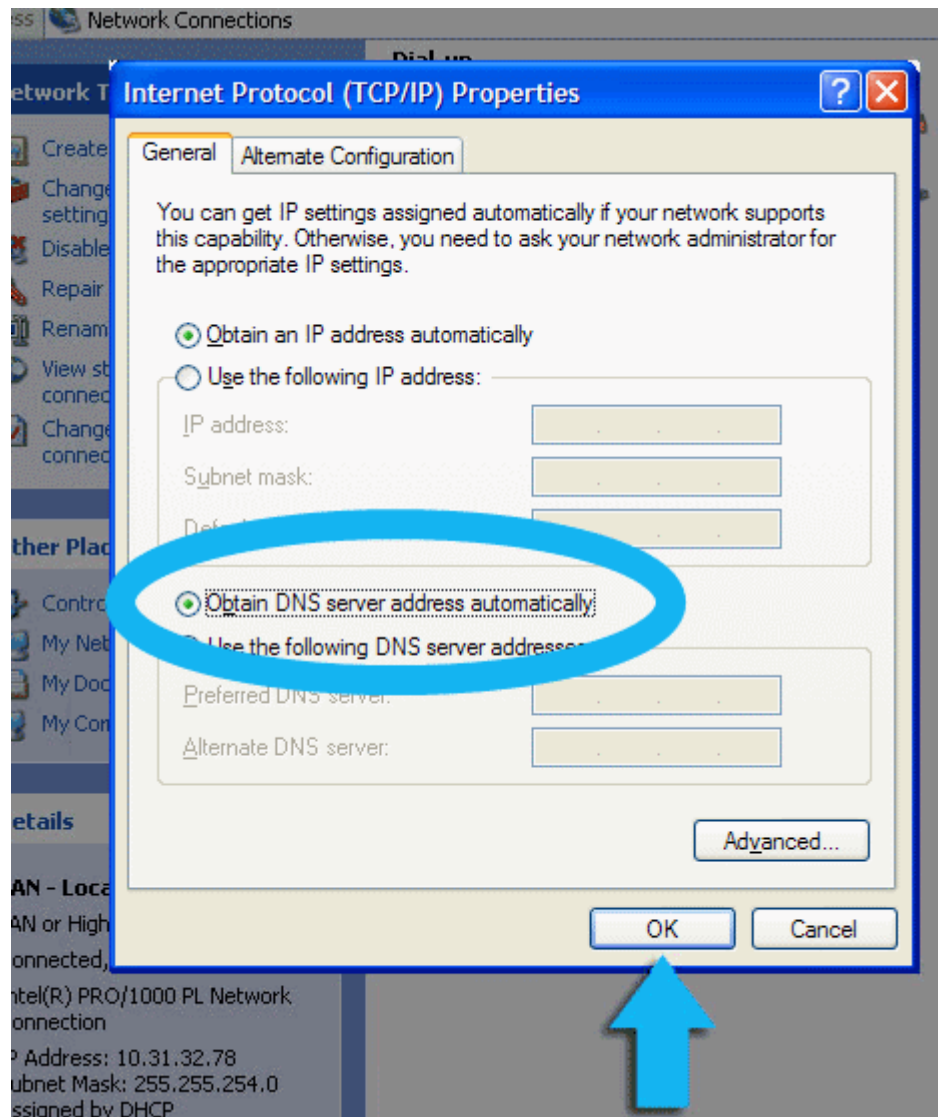 Network Connections
Dial-up
Internet Protocol (TCP/IP) Properties
General
Alternate Configuration
You can get IP settings assigned automatically if your network supports
this capability. Otherwise, you need to ask your network administrator for
the appropriate IP settings.
Obtain an IP address automatically
Use the following IP address:
IP address:
Subnet mask:
Obtain DNS server address automatically
Use the following DNS server addresses
Preferred DNS server:
Alternate DNS server:
Advanced...
OK
Cancel
etwork T
Create
Change
setting
Disable
Repair
Renam
View st
connec
Change
connec
ther Plac
Contro
My Net
My Doc
My Com
etails
AN - Loca
AN or High
onnected,
ntel(R) PRO/1000 PL Network
onnection
P Address: 10.31.32.78
ubnet Mask: 255.255.254.0
ssigned by DHCP